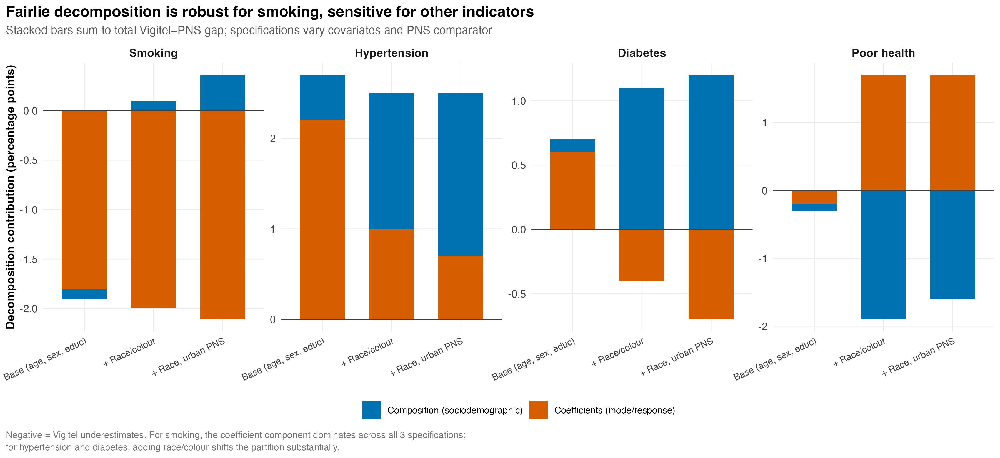 Fairlie decomposition is robust for smoking, sensitive for other indicators
Stacked bars sum to total Vigitel–PNS gap; specifications vary covariates and PNS comparator
Decomposition contribution (percentage points)
Smoking
0.0
-0.5
-1.0
-1.5
-2.0
Base (age, sex, educ)
+ Race/colour
+ Race, urban PNS
Hypertension
2
1
0
Base (age, sex, educ)
+ Race/colour
+ Race, urban PNS
Diabetes
1.0
0.5
0.0
-0.5
Base (age, sex, educ)
+ Race/colour
+ Race, urban PNS
Poor health
1
0
-1
-2
Base (age, sex, educ)
+ Race/colour
+ Race, urban PNS
Composition (sociodemographic)
Coefficients (mode/response)
Negative = Vigitel underestimates. For smoking, the coefficient component dominates across all 3 specifications;
for hypertension and diabetes, adding race/colour shifts the partition substantially.